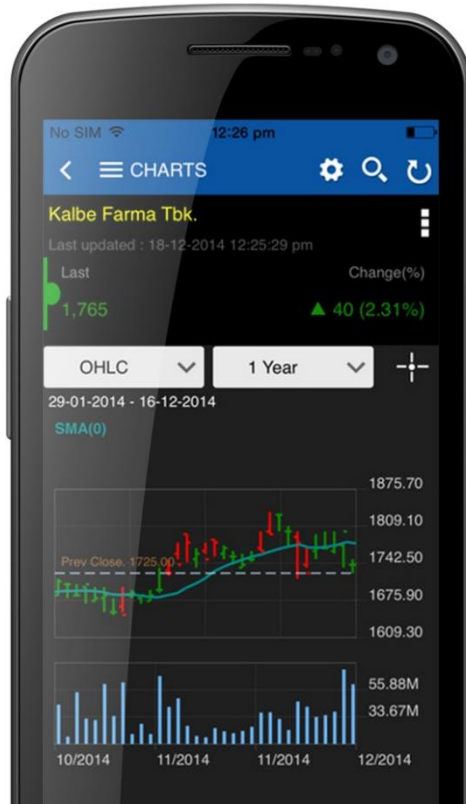 No SIM 12:26 pm
CHARTS
Kalbe Farma Tbk.
Last updated : 18-12-2014 12:25:29 pm
Last Change(%)
1,765 ▲ 40 (2.31%)
OHLC 1 Year
29-01-2014 - 16-12-2014
SMA(0)
1875.70
1809.10
Prev Close. 1725.00
1742.50
1675.90
1609.30
55.88M
33.67M
10/2014 11/2014 11/2014 12/2014